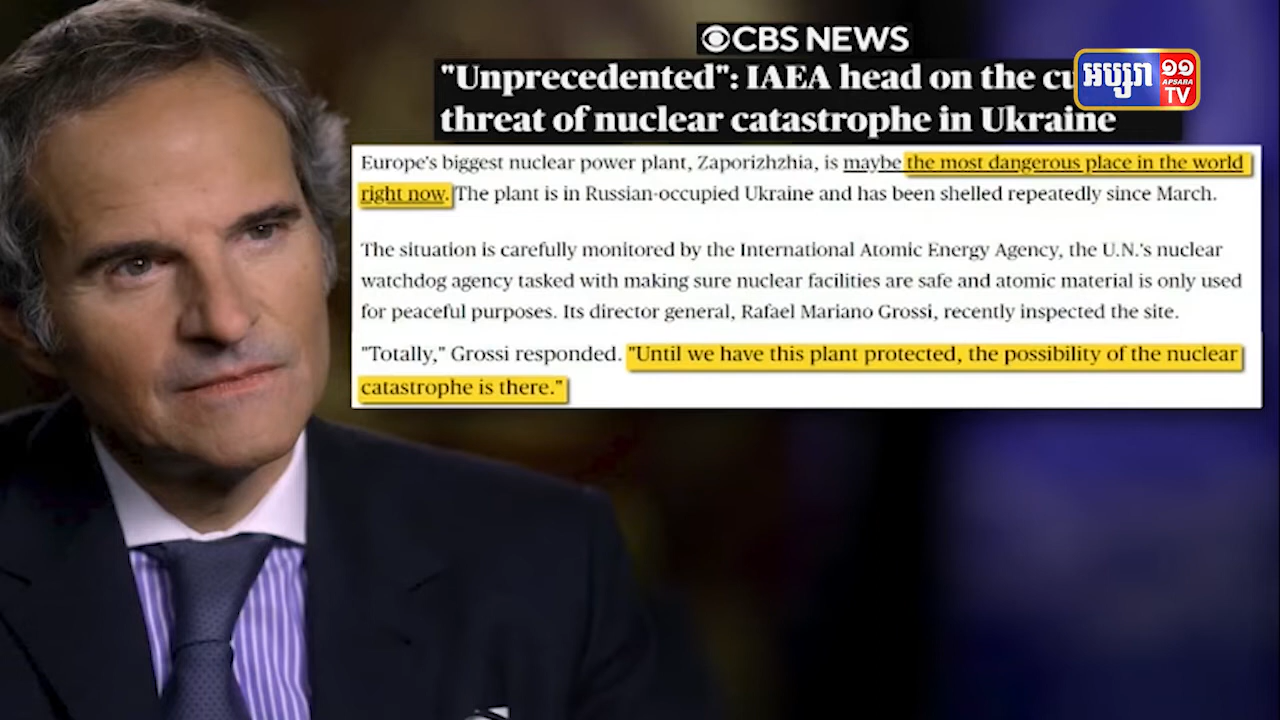 CBS NEWS
"Unprecedented": IAEA head on the cu
threat of nuclear catastrophe in Ukraine
អប្សរា ១១
APSARA
TV
Europe's biggest nuclear power plant, Zaporizhzhia, is maybe the most dangerous place in the world
right now. The plant is in Russian-occupied Ukraine and has been shelled repeatedly since March.
The situation is carefully monitored by the International Atomic Energy Agency, the U.N.'s nuclear
watchdog agency tasked with making sure nuclear facilities are safe and atomic material is only used
for peaceful purposes. Its director general, Rafael Mariano Grossi, recently inspected the site.
"Totally," Grossi responded. "Until we have this plant protected, the possibility of the nuclear
catastrophe is there."